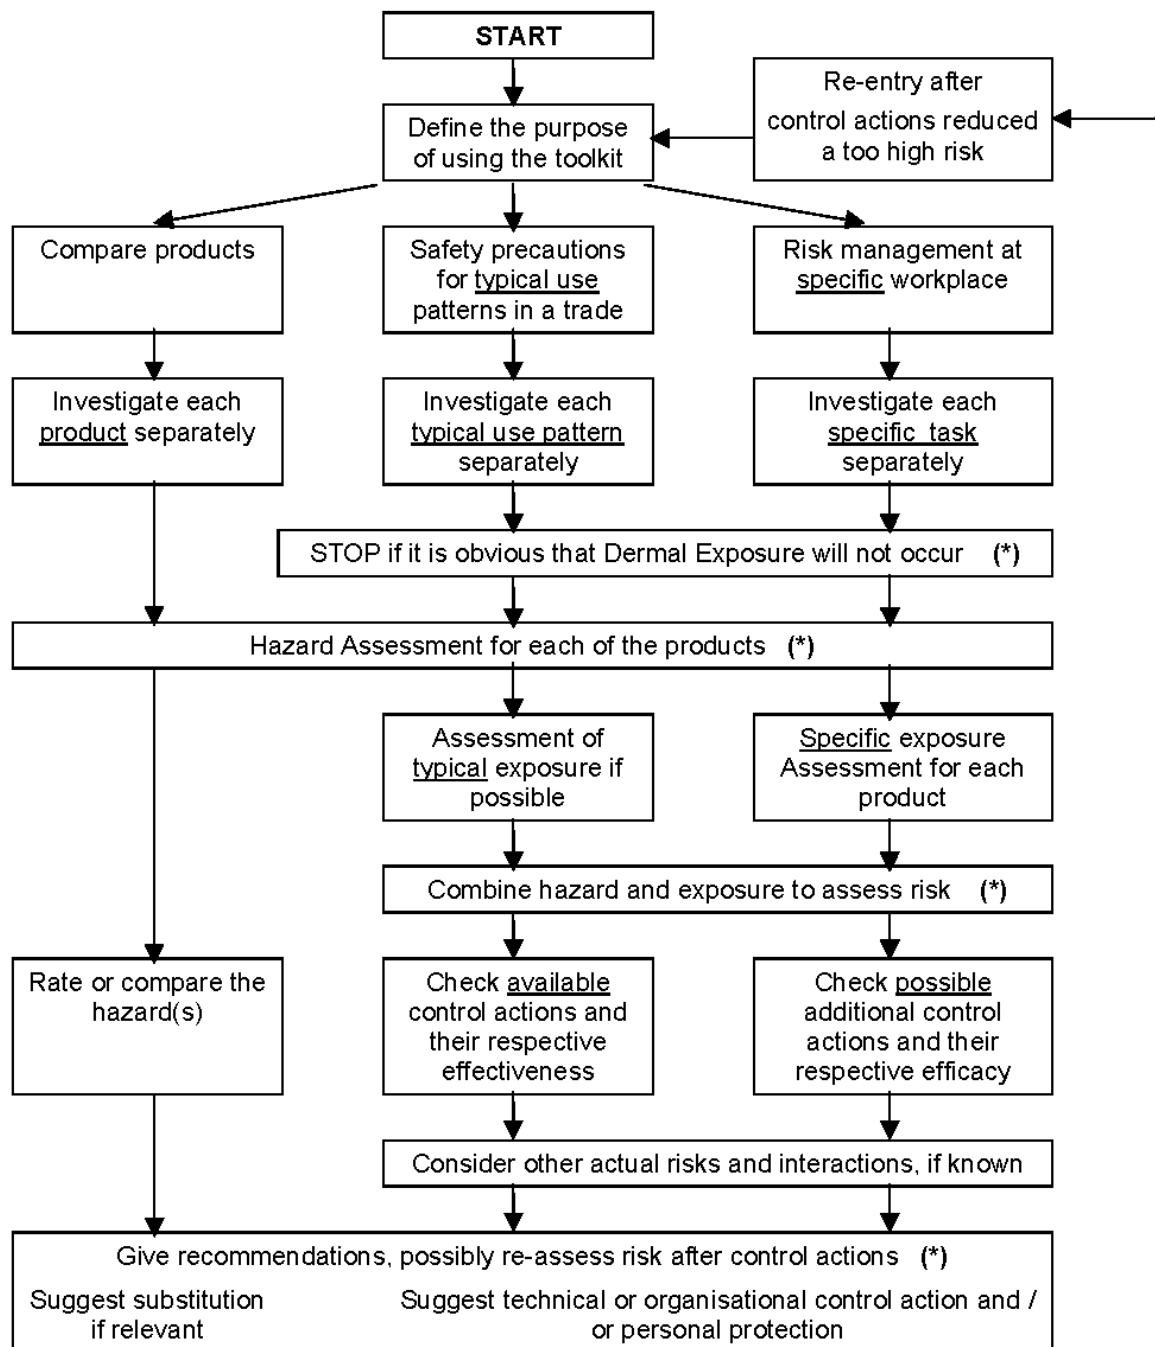 START
Re-entry after
control actions reduced
a too high risk
Define the purpose
of using the toolkit
Compare products
Safety precautions
for typical use
patterns in a trade
Risk management at
specific workplace
Investigate each
product separately
Investigate each
typical use pattern
separately
Investigate each
specific task
separately
STOP if it is obvious that Dermal Exposure will not occur (*)
Hazard Assessment for each of the products (*)
Assessment of
typical exposure if
possible
Specific exposure
Assessment for each
product
Combine hazard and exposure to assess risk (*)
Rate or compare the
hazard(s)
Check available
control actions and
their respective
effectiveness
Check possible
additional control
actions and their
respective efficacy
Consider other actual risks and interactions, if known
Give recommendations, possibly re-assess risk after control actions (*)
Suggest substitution
if relevant
Suggest technical or organisational control action and /
or personal protection